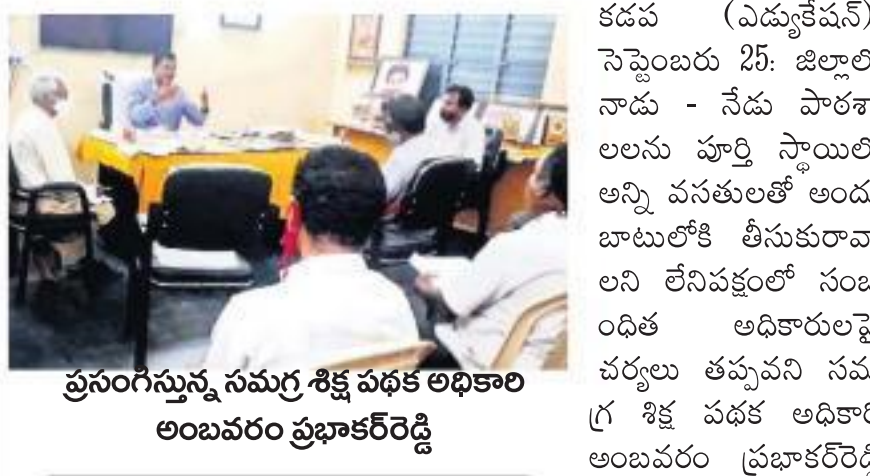 ప్రసంగిస్తున్న సమగ్ర శిక్ష పథక అధికారి
అంబవరం ప్రభాకర్‌రెడ్డి
కడప (ఎడ్యుకేషన్)
సెప్టెంబరు 25: జిల్లాలో
నాడు - నేడు పాఠశా
లలను పూర్తి స్థాయిలో
అన్ని వసతులతో అందు
బాటులోకి తీసుకురావా
లని లేనిపక్షంలో సంబ
ంధిత అధికారులపై
చర్యలు తప్పవని సమ
గ్ర శిక్ష పథక అధికారి
అంబవరం ప్రభాకర్‌రెడ్డి